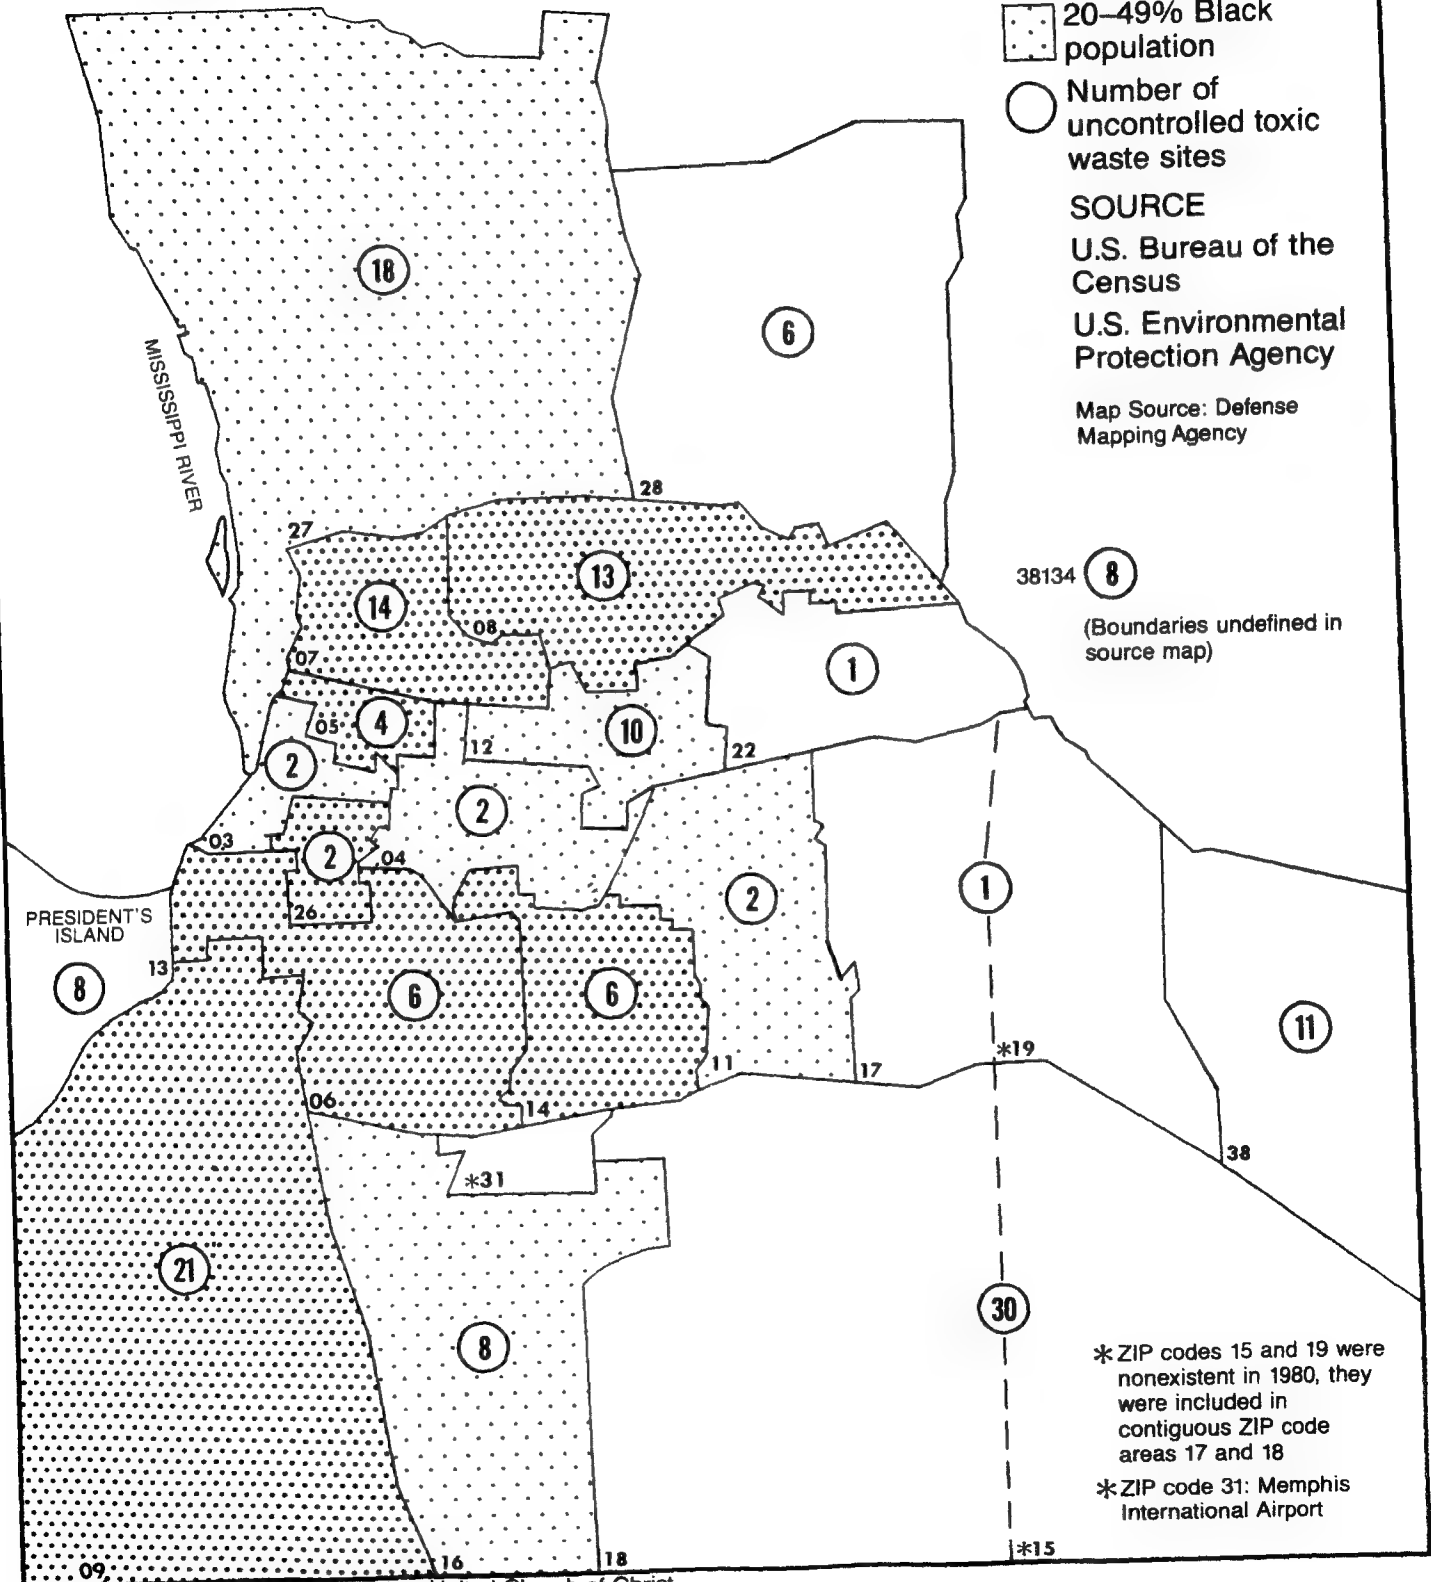 20–49% Black
population
Number of
uncontrolled toxic
waste sites
SOURCE
U.S. Bureau of the
Census
U.S. Environmental
Protection Agency
Map Source: Defense
Mapping Agency
18
6
MISSISSIPPI RIVER
28
27
13
38134 8
14
(Boundaries undefined in
source map)
08
07
1
4
05
10
12
22
2
2
03
2
04
2
1
26
PRESIDENT'S
ISLAND
13
8
6
6
11
*19
11
17
06
14
38
*31
21
30
8
*ZIP codes 15 and 19 were
nonexistent in 1980, they
were included in
contiguous ZIP code
areas 17 and 18
*ZIP code 31: Memphis
International Airport
09
16
18
*15